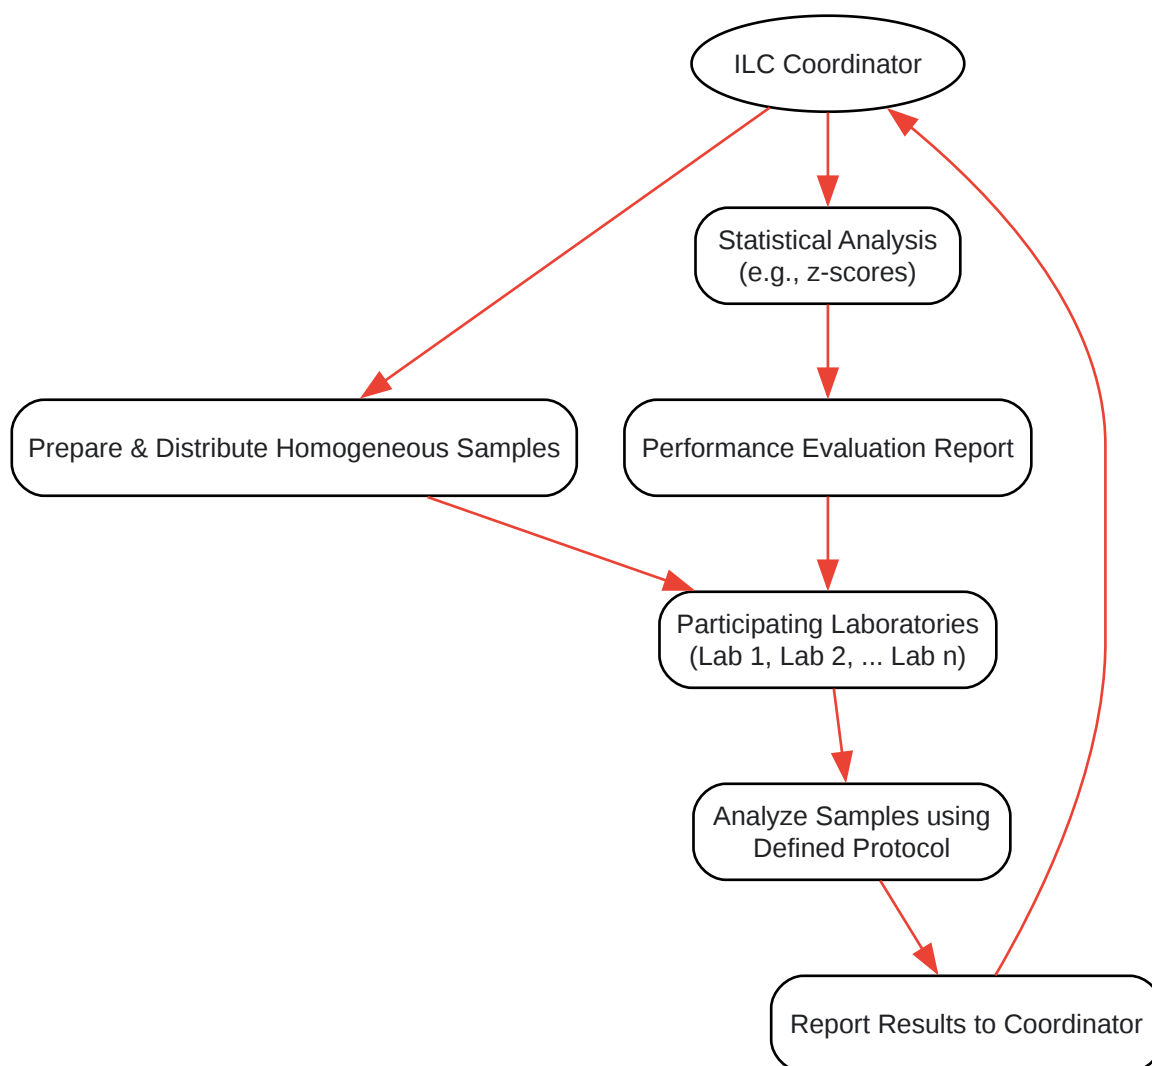 ILC Coordinator
Statistical Analysis
(e.g., z-scores)
Prepare & Distribute Homogeneous Samples
Performance Evaluation Report
Participating Laboratories
(Lab 1, Lab 2, ... Lab n)
Analyze Samples using
Defined Protocol
Report Results to Coordinator